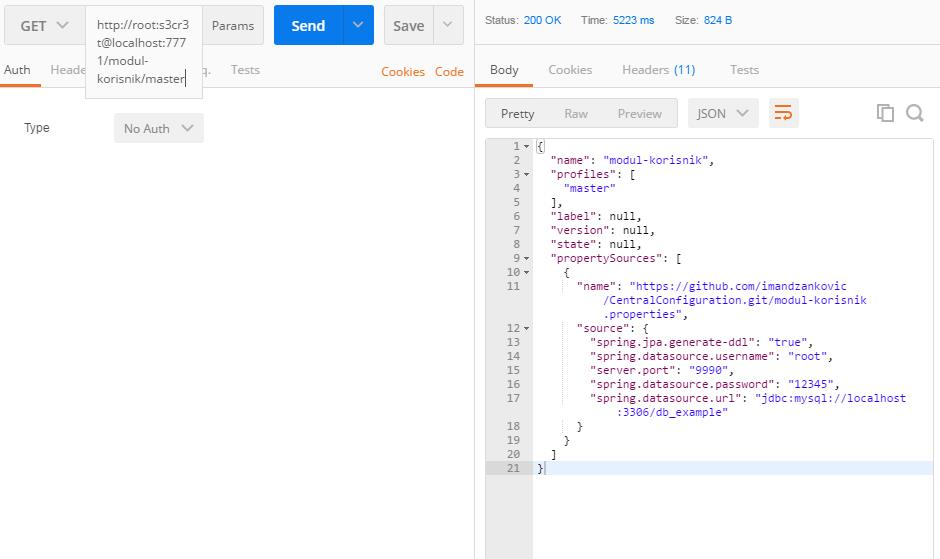 GET
http://root:s3cr3
t@localhost:777
1/modul-
korisnik/master
Params
Send
Save
Auth
Heade
q.
Tests
Cookies
Code
Type
No Auth
Status: 200 OK
Time: 5223 ms
Size: 824 B
Body
Cookies
Headers (11)
Tests
Pretty
Raw
Preview
JSON
1 {
2 "name": "modul-korisnik",
3 "profiles": [
4 "master"
5 ],
6 "label": null,
7 "version": null,
8 "state": null,
9 "propertySources": [
10 {
11 "name": "https://github.com/imandzankovic
/CentralConfiguration.git/modul-korisnik
.properties",
12 "source": {
13 "spring.jpa.generate-ddl": "true",
14 "spring.datasource.username": "root",
15 "server.port": "9990",
16 "spring.datasource.password": "12345",
17 "spring.datasource.url": "jdbc:mysql://localhost
:3306/db_example"
18 }
19 }
20 ]
21 }